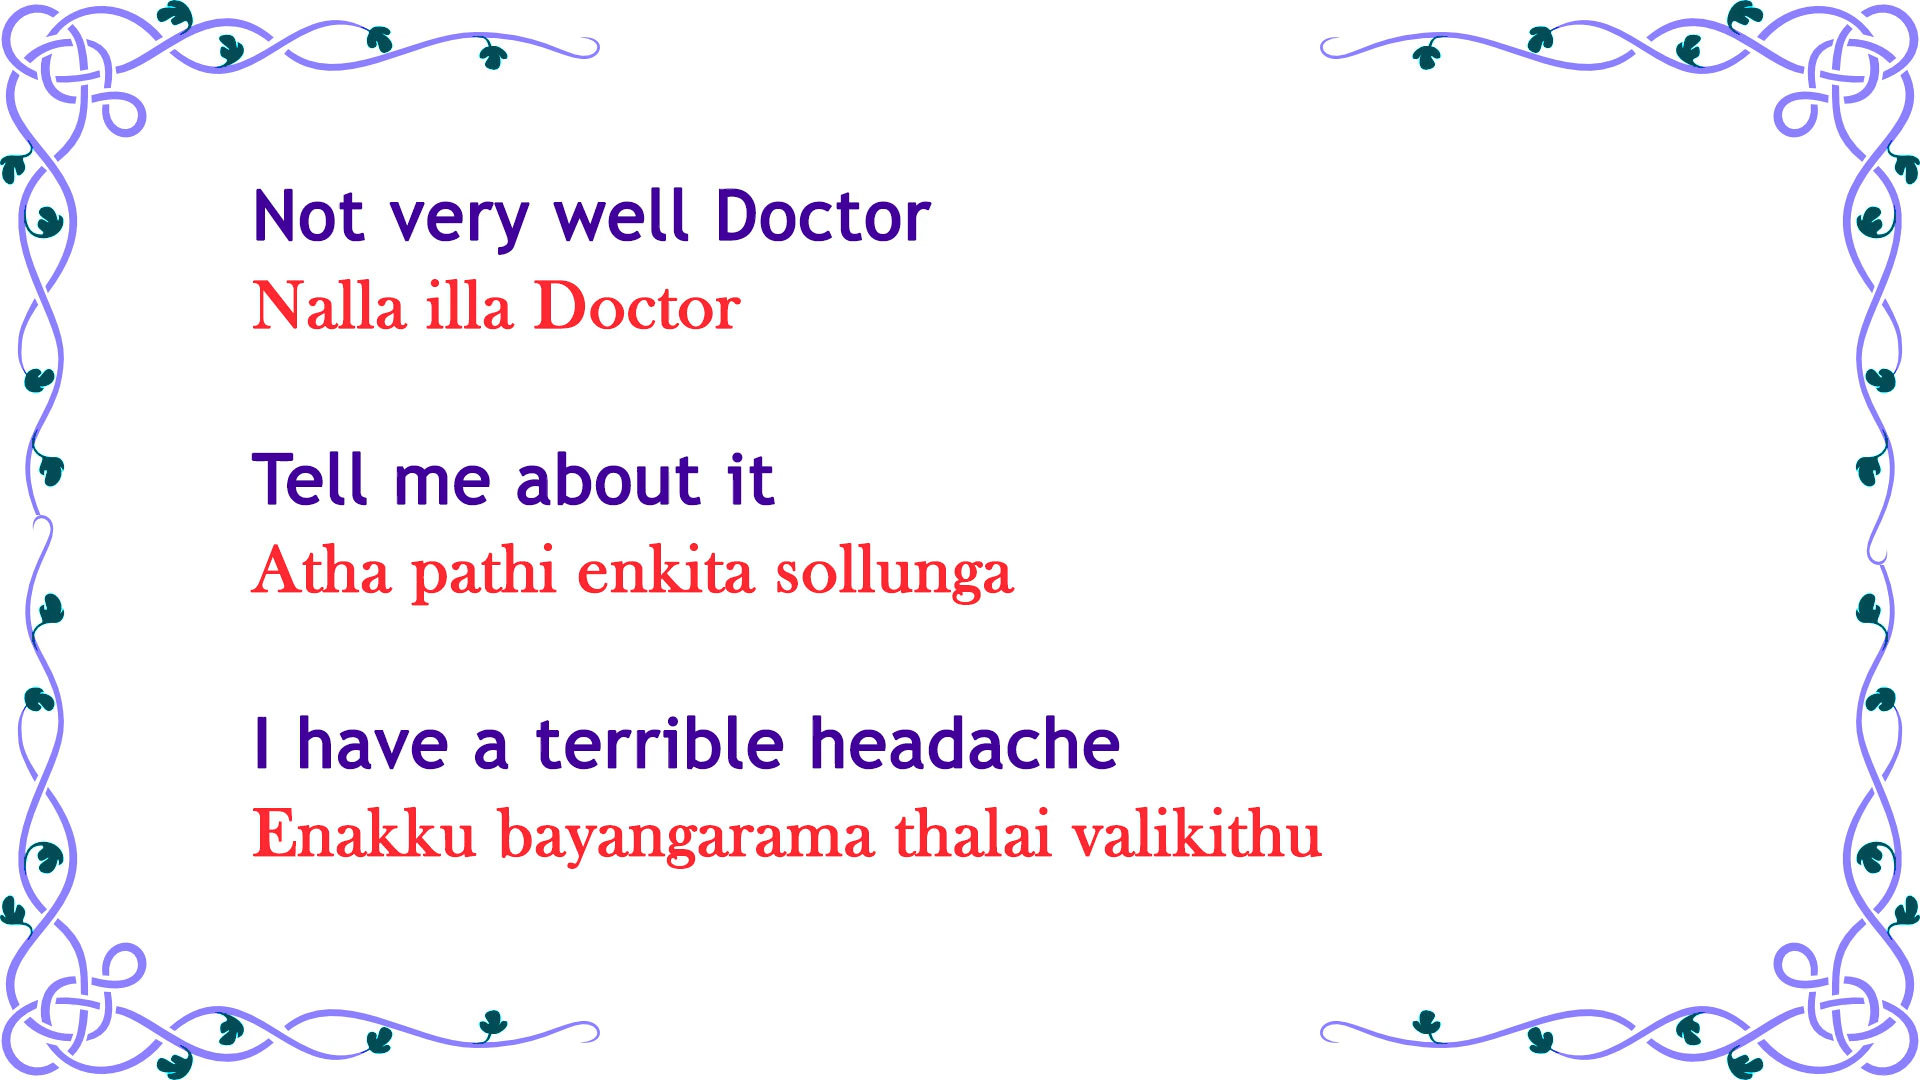 Not very well Doctor
Nalla illa Doctor
Tell me about it
Atha pathi enkita sollunga
I have a terrible headache
Enakku bayangarama thalai valikithu